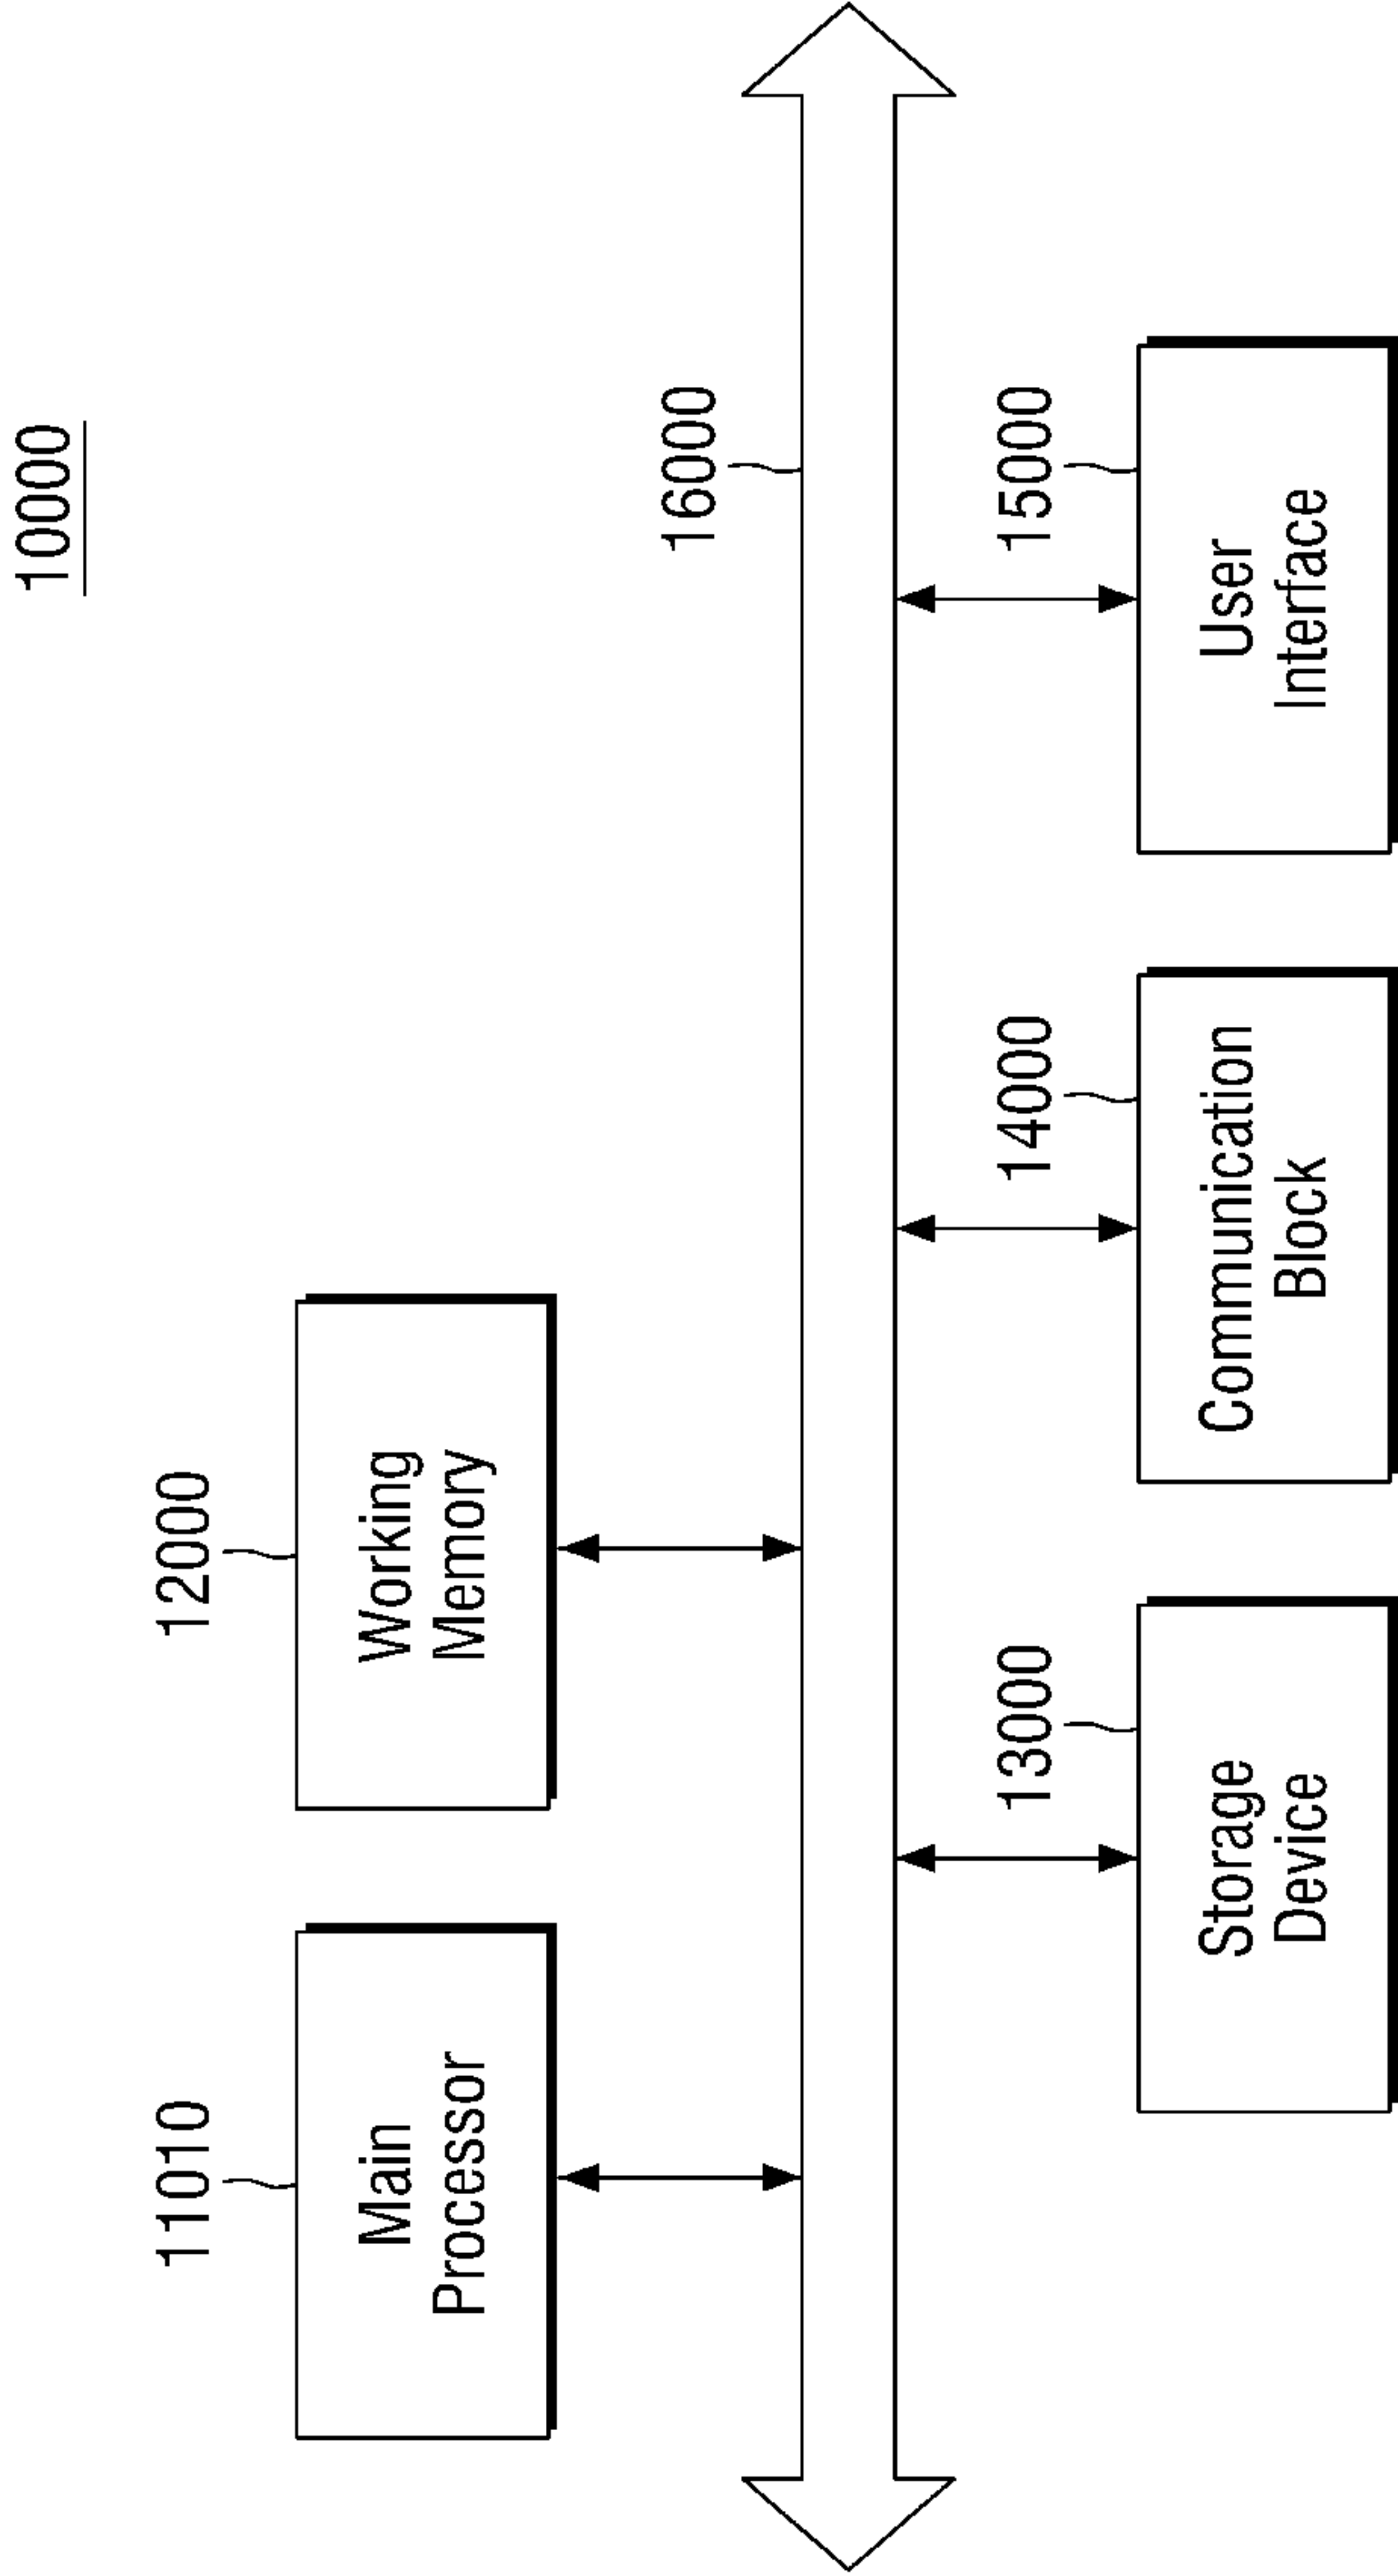 10000
11010
Main
Processor
12000
Working
Memory
16000
13000
Storage
Device
14000
Communication
Block
15000
User
Interface